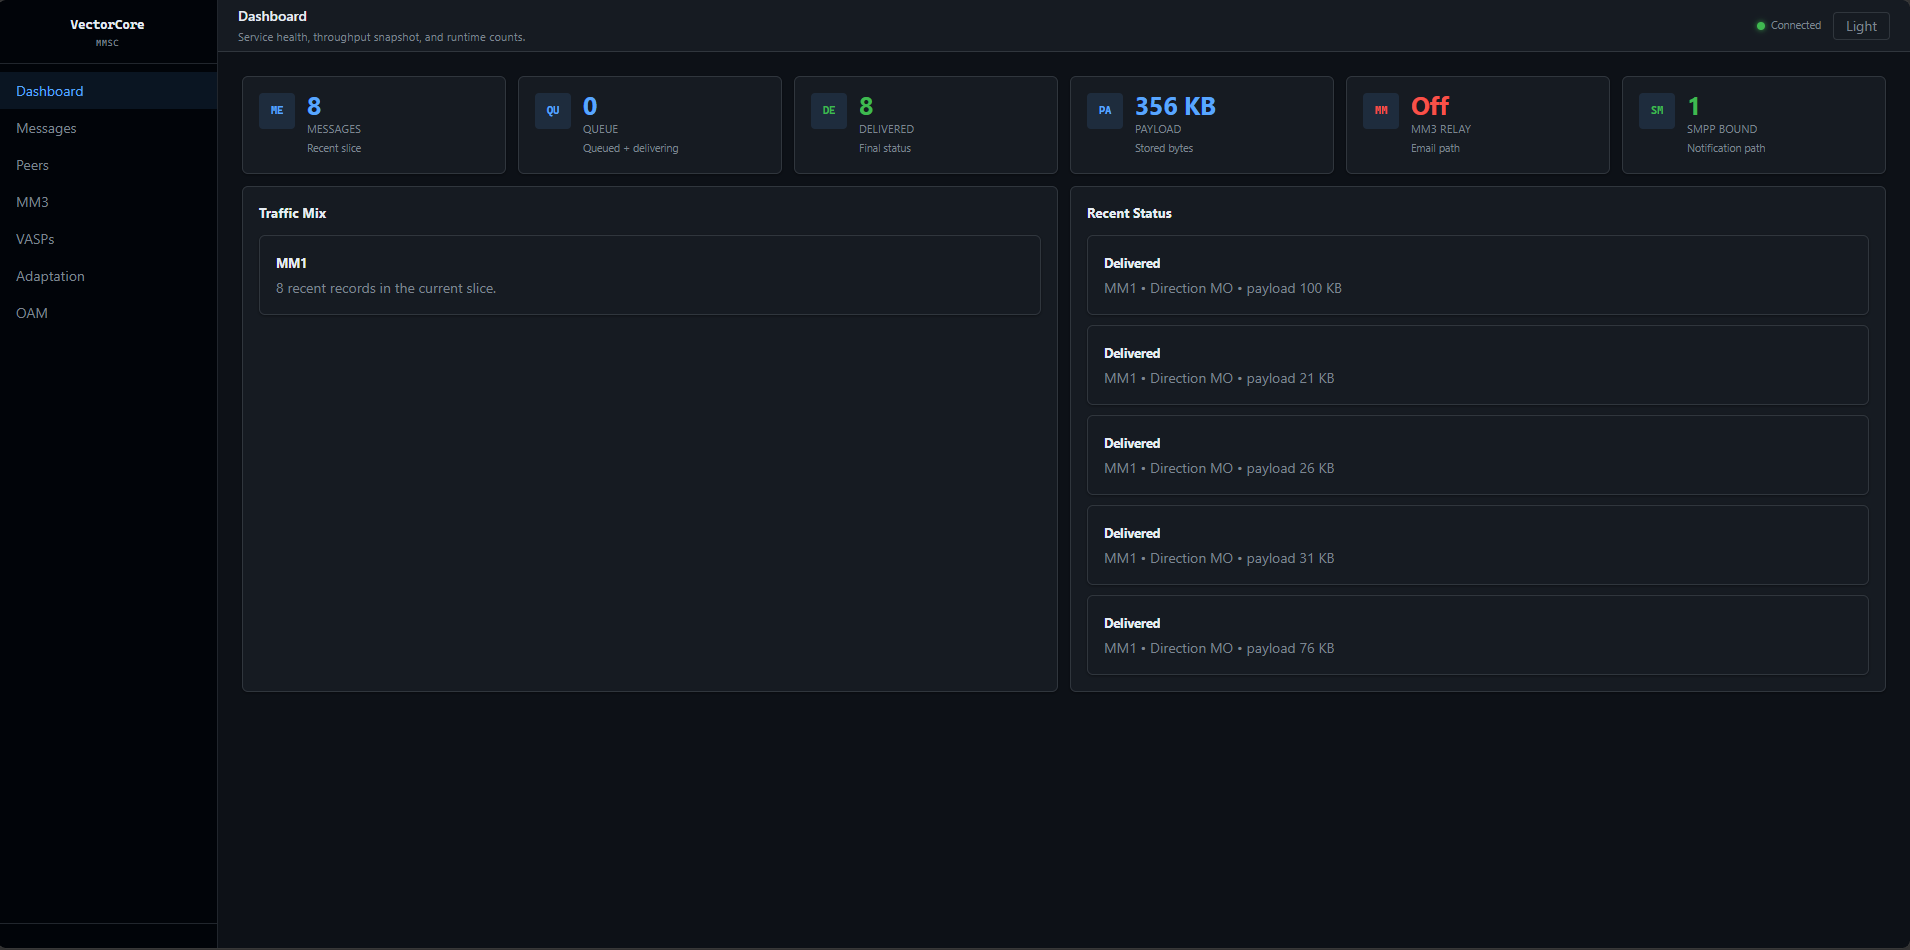 VectorCore
MMSC
Dashboard
Messages
Peers
MM3
VASPs
Adaptation
OAM
Dashboard
Service health, throughput snapshot, and runtime counts.
Connected
Light
ME
8
MESSAGES
Recent slice
QU
0
QUEUE
Queued + delivering
DE
8
DELIVERED
Final status
PA
356 KB
PAYLOAD
Stored bytes
MM
Off
MM3 RELAY
Email path
SM
1
SMPP BOUND
Notification path
Traffic Mix
MM1
8 recent records in the current slice.
Recent Status
Delivered
MM1 • Direction MO • payload 100 KB
Delivered
MM1 • Direction MO • payload 21 KB
Delivered
MM1 • Direction MO • payload 26 KB
Delivered
MM1 • Direction MO • payload 31 KB
Delivered
MM1 • Direction MO • payload 76 KB